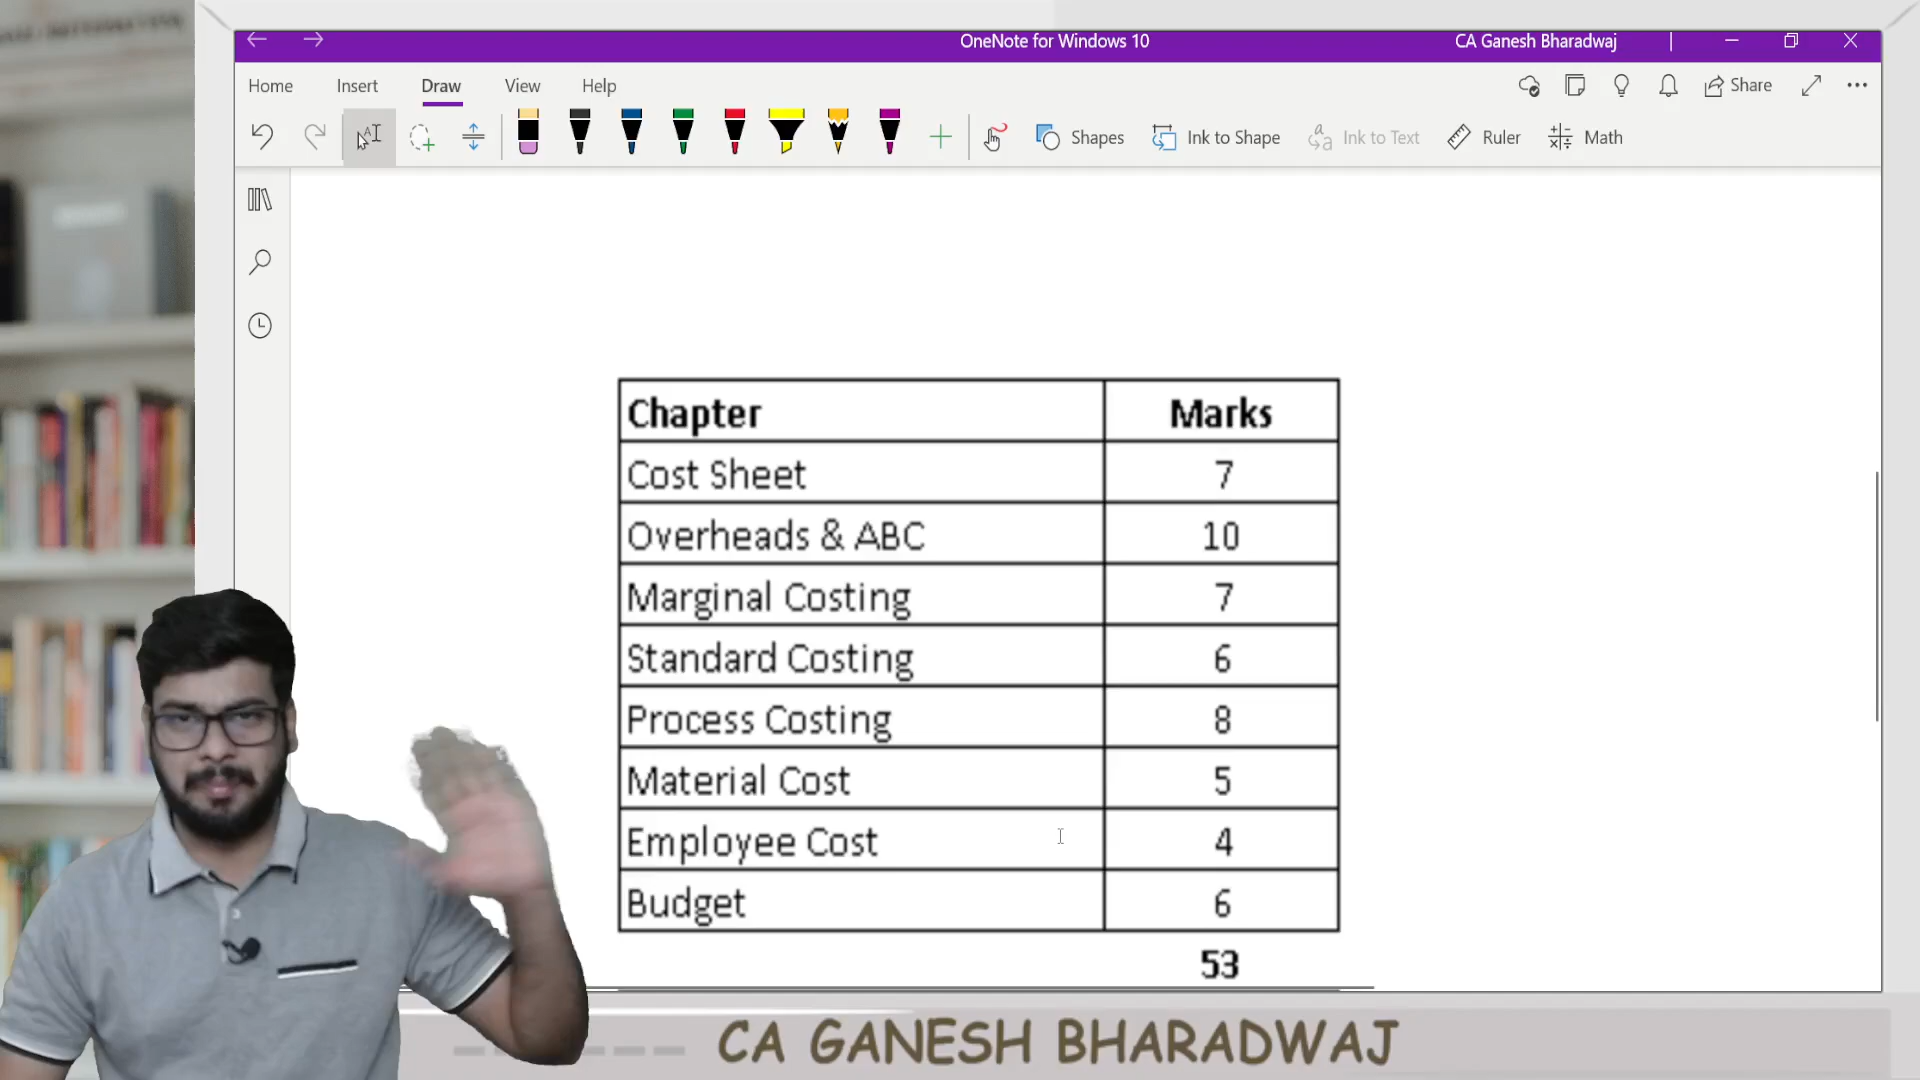 OneNote for Windows 10 CA Ganesh Bharadwaj
Home Insert Draw View Help Share
Shapes Ink to Shape Ink to Text Ruler Math
Chapter Marks
Cost Sheet 7
Overheads & ABC 10
Marginal Costing 7
Standard Costing 6
Process Costing 8
Material Cost 5
Employee Cost 4
Budget 6
53
CA GANESH BHARADWAJ